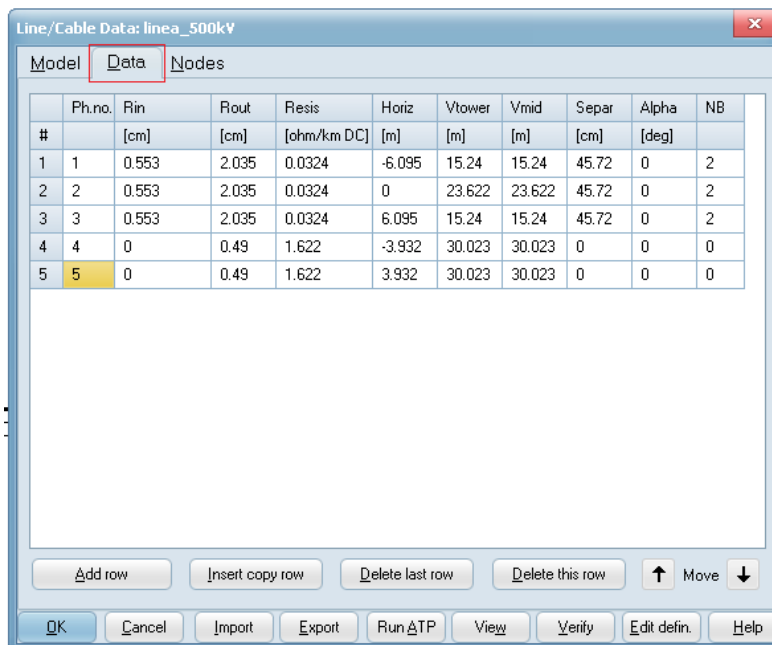 Line/Cable Data: linea_500kV
Model Data Nodes
Ph.no. Rin Rout Resis Horiz Vtower Vmid Separ Alpha NB
# [cm] [cm] [ohm/km DC] [m] [m] [m] [cm] [deg]
1 1 0.553 2.035 0.0324 -6.095 15.24 15.24 45.72 0 2
2 2 0.553 2.035 0.0324 0 23.622 23.622 45.72 0 2
3 3 0.553 2.035 0.0324 6.095 15.24 15.24 45.72 0 2
4 4 0 0.49 1.622 -3.932 30.023 30.023 0 0 0
5 5 0 0.49 1.622 3.932 30.023 30.023 0 0 0
Add row Insert copy row Delete last row Delete this row Move
OK Cancel Import Export Run ATP View Verify Edit defin. Help